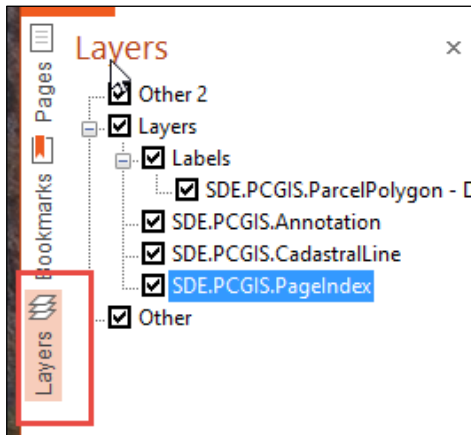 Layers
Pages
Bookmarks
Layers
Other 2
Layers
Labels
SDE.PCGIS.ParcelPolygon -
SDE.PCGIS.Annotation
SDE.PCGIS.CadastralLine
SDE.PCGIS.PageIndex
Other